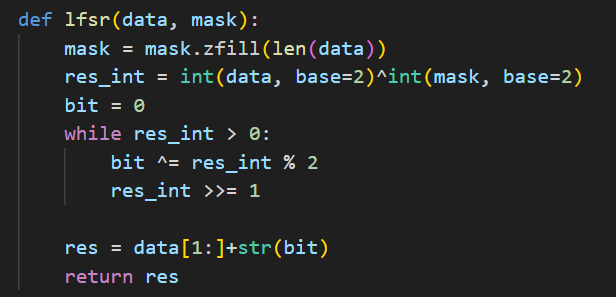 def lfsr(data, mask):
    mask = mask.zfill(len(data))
    res_int = int(data, base=2)^int(mask, base=2)
    bit = 0
    while res_int > 0:
        bit ^= res_int % 2
        res_int >>= 1

    res = data[1:]+str(bit)
    return res